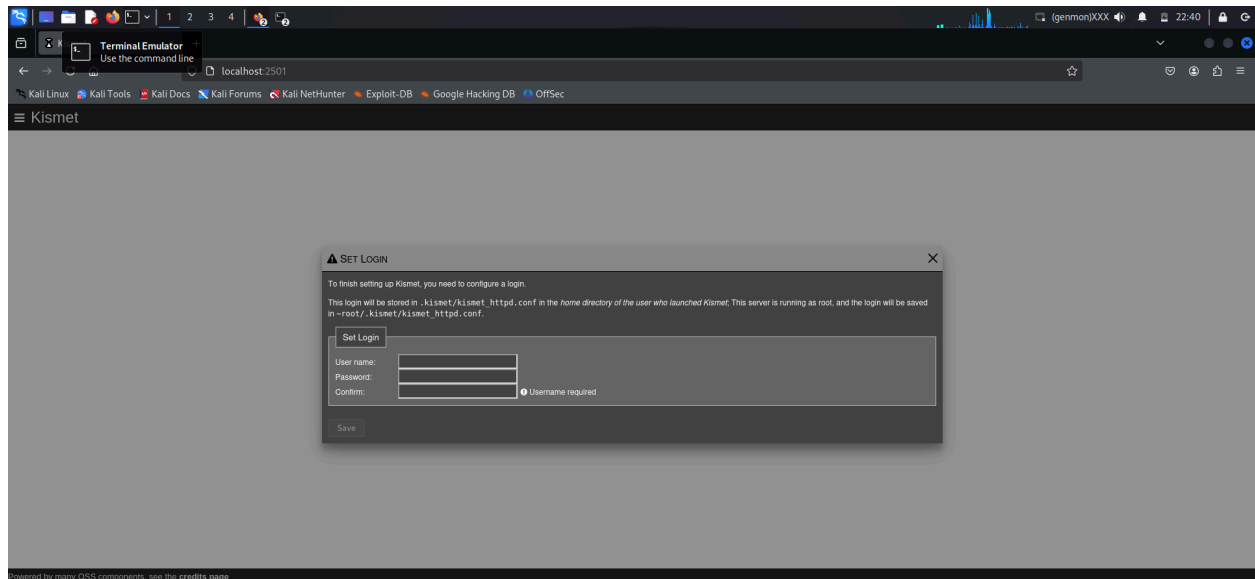 1 2 3 4 2 2 (genmon)XXX 22:40
Terminal Emulator
Use the command line
localhost:2501
Kali Linux Kali Tools Kali Docs Kali Forums Kali NetHunter Exploit-DB Google Hacking DB OffSec
Kismet
SET LOGIN
To finish setting up Kismet, you need to configure a login.
This login will be stored in .kismet/kismet_httpd.conf in the home directory of the user who launched Kismet; This server is running as root, and the login will be saved
in ~root/.kismet/kismet_httpd.conf.
Set Login
User name:
Password:
Confirm: Username required
Save
Powered by many OSS components, see the credits page